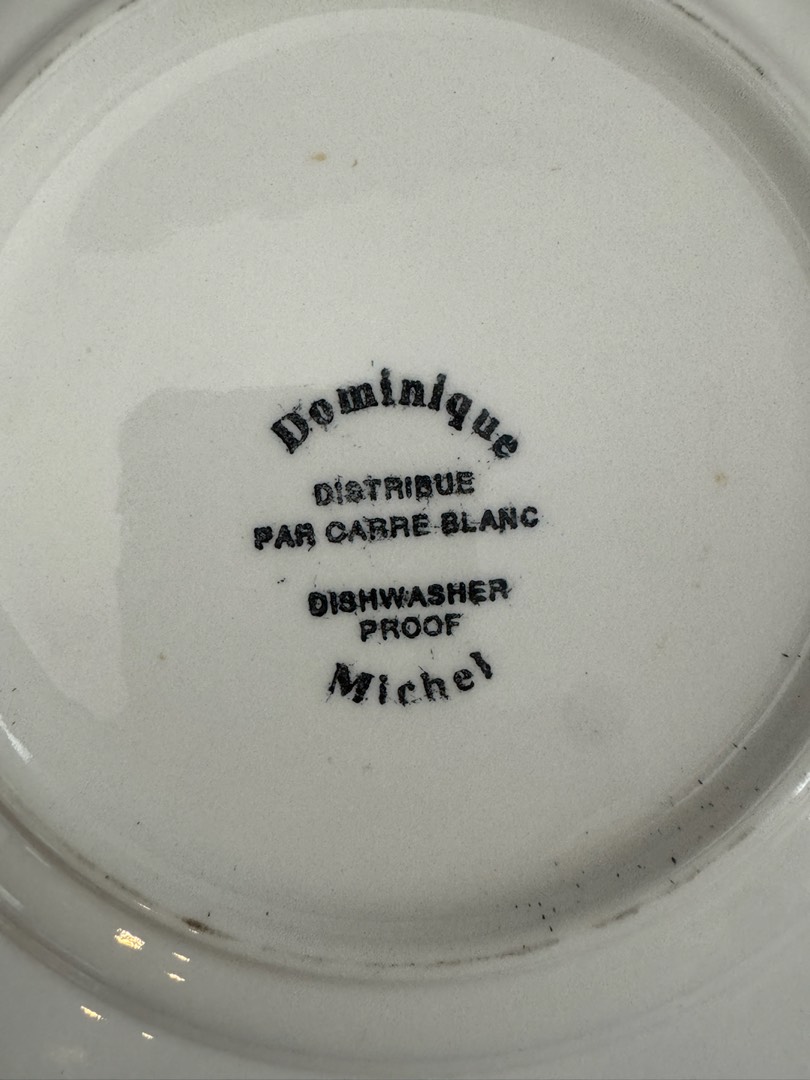 Dominique
DISTRIBUE
PAR CARRE BLANC
DISHWASHER
PROOF
Michel